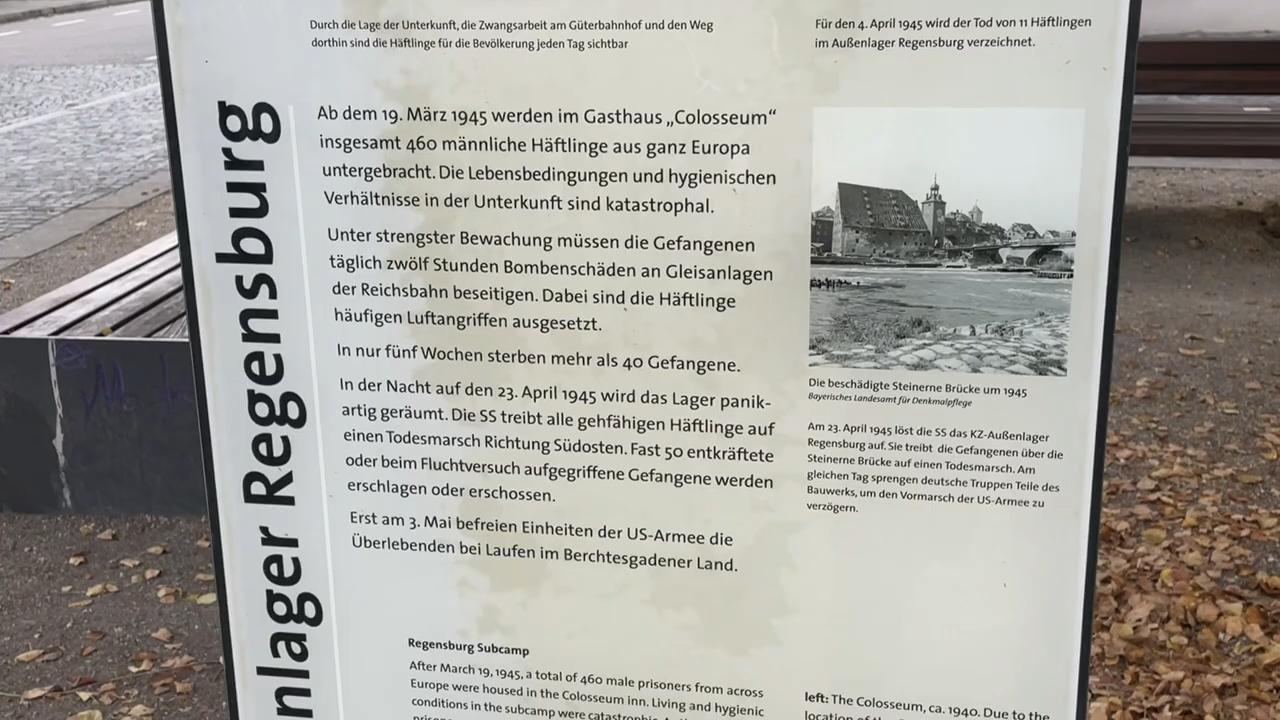 Durch die Lage der Unterkunft, die Zwangsarbeit am Güterbahnhof und den Weg
dorthin sind die Häftlinge für die Bevölkerung jeden Tag sichtbar
Für den 4. April 1945 wird der Tod von 11 Häftlingen
im Außenlager Regensburg verzeichnet.
nlager Regensburg
Ab dem 19. März 1945 werden im Gasthaus „Colosseum“
insgesamt 460 männliche Häftlinge aus ganz Europa
untergebracht. Die Lebensbedingungen und hygienischen
Verhältnisse in der Unterkunft sind katastrophal.
Unter strengster Bewachung müssen die Gefangenen
täglich zwölf Stunden Bombenschäden an Gleisanlagen
der Reichsbahn beseitigen. Dabei sind die Häftlinge
häufigen Luftangriffen ausgesetzt.
In nur fünf Wochen sterben mehr als 40 Gefangene.
In der Nacht auf den 23. April 1945 wird das Lager panik-
artig geräumt. Die SS treibt alle gehfähigen Häftlinge auf
einen Todesmarsch Richtung Südosten. Fast 50 entkräftete
oder beim Fluchtversuch aufgegriffene Gefangene werden
erschlagen oder erschossen.
Erst am 3. Mai befreien Einheiten der US-Armee die
Überlebenden bei Laufen im Berchtesgadener Land.
Die beschädigte Steinerne Brücke um 1945
Bayerisches Landesamt für Denkmalpflege
Am 23. April 1945 löst die SS das KZ-Außenlager
Regensburg auf. Sie treibt die Gefangenen über die
Steinerne Brücke auf einen Todesmarsch. Am
gleichen Tag sprengen deutsche Truppen Teile des
Bauwerks, um den Vormarsch der US-Armee zu
verzögern.
Regensburg Subcamp
After March 19, 1945, a total of 460 male prisoners from across
Europe were housed in the Colosseum inn. Living and hygienic
conditions in the subcamp were
left: The Colosseum, ca. 1940. Due to the
location